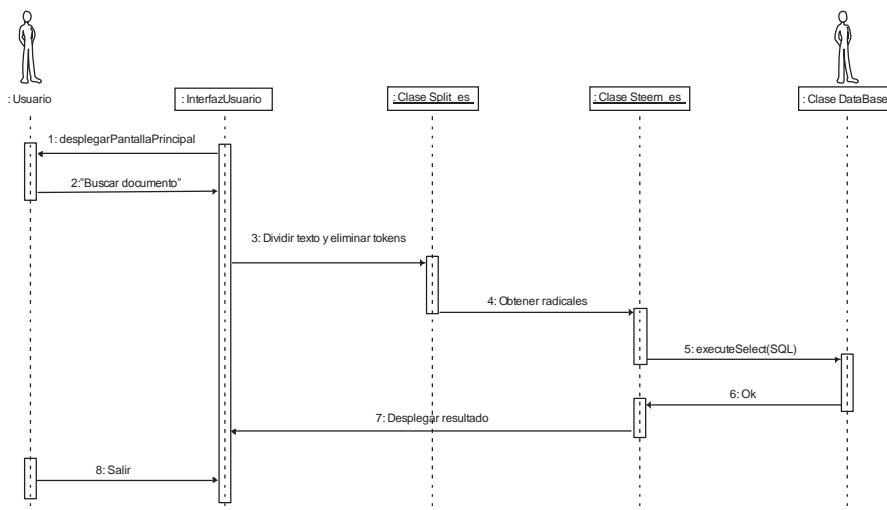 : Usuario
: InterfazUsuario
: Clase Split_es
: Clase Steem_es
: Clase DataBase
1: desplegarPantallaPrincipal
2:"Buscar documento"
3: Dividir texto y eliminar tokens
4: Obtener radicales
5: executeSelect(SQL)
6: Ok
7: Desplegar resultado
8: Salir